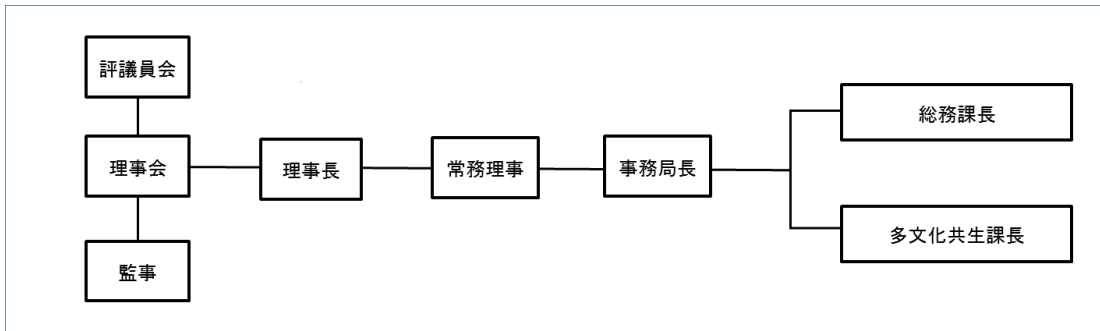 評議員会
理事会
理事長
常務理事
事務局長
総務課長
多文化共生課長
監事